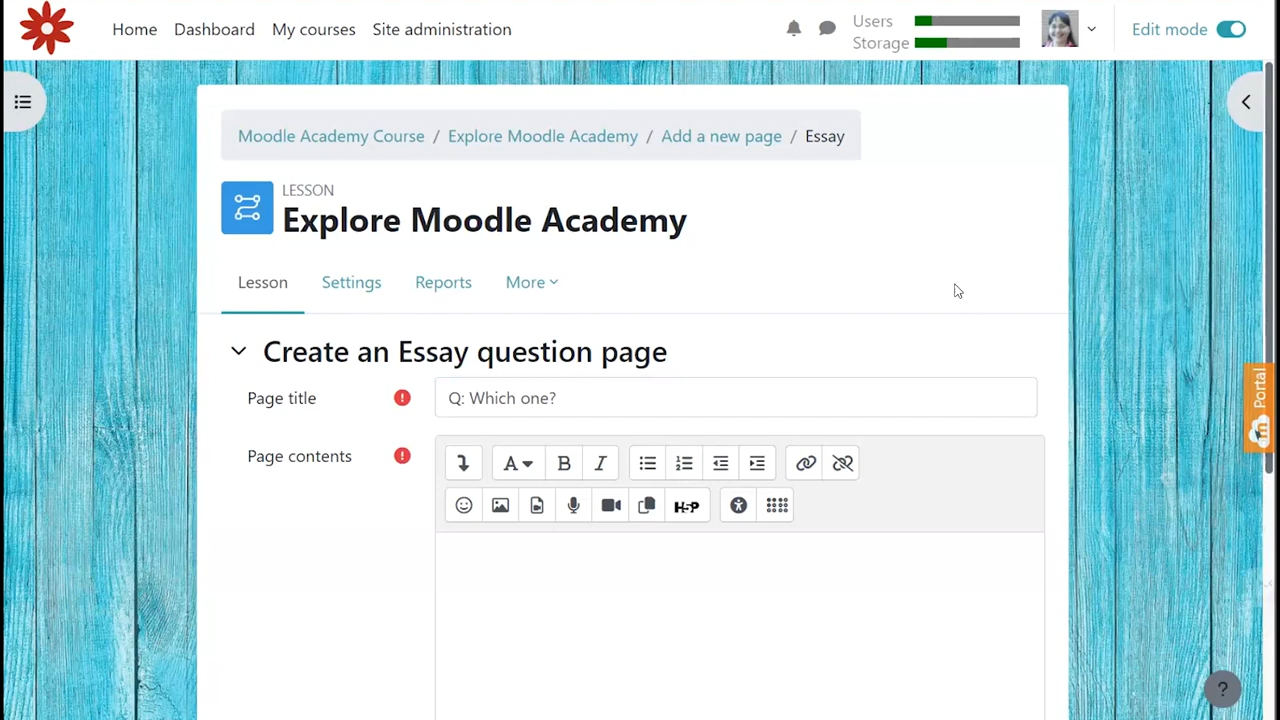 Home Dashboard My courses Site administration Users Edit mode
Storage
Moodle Academy Course / Explore Moodle Academy / Add a new page / Essay
LESSON
Explore Moodle Academy
Lesson Settings Reports More
Create an Essay question page
Page title Q: Which one?
Portal
Page contents A B I
H5P
?